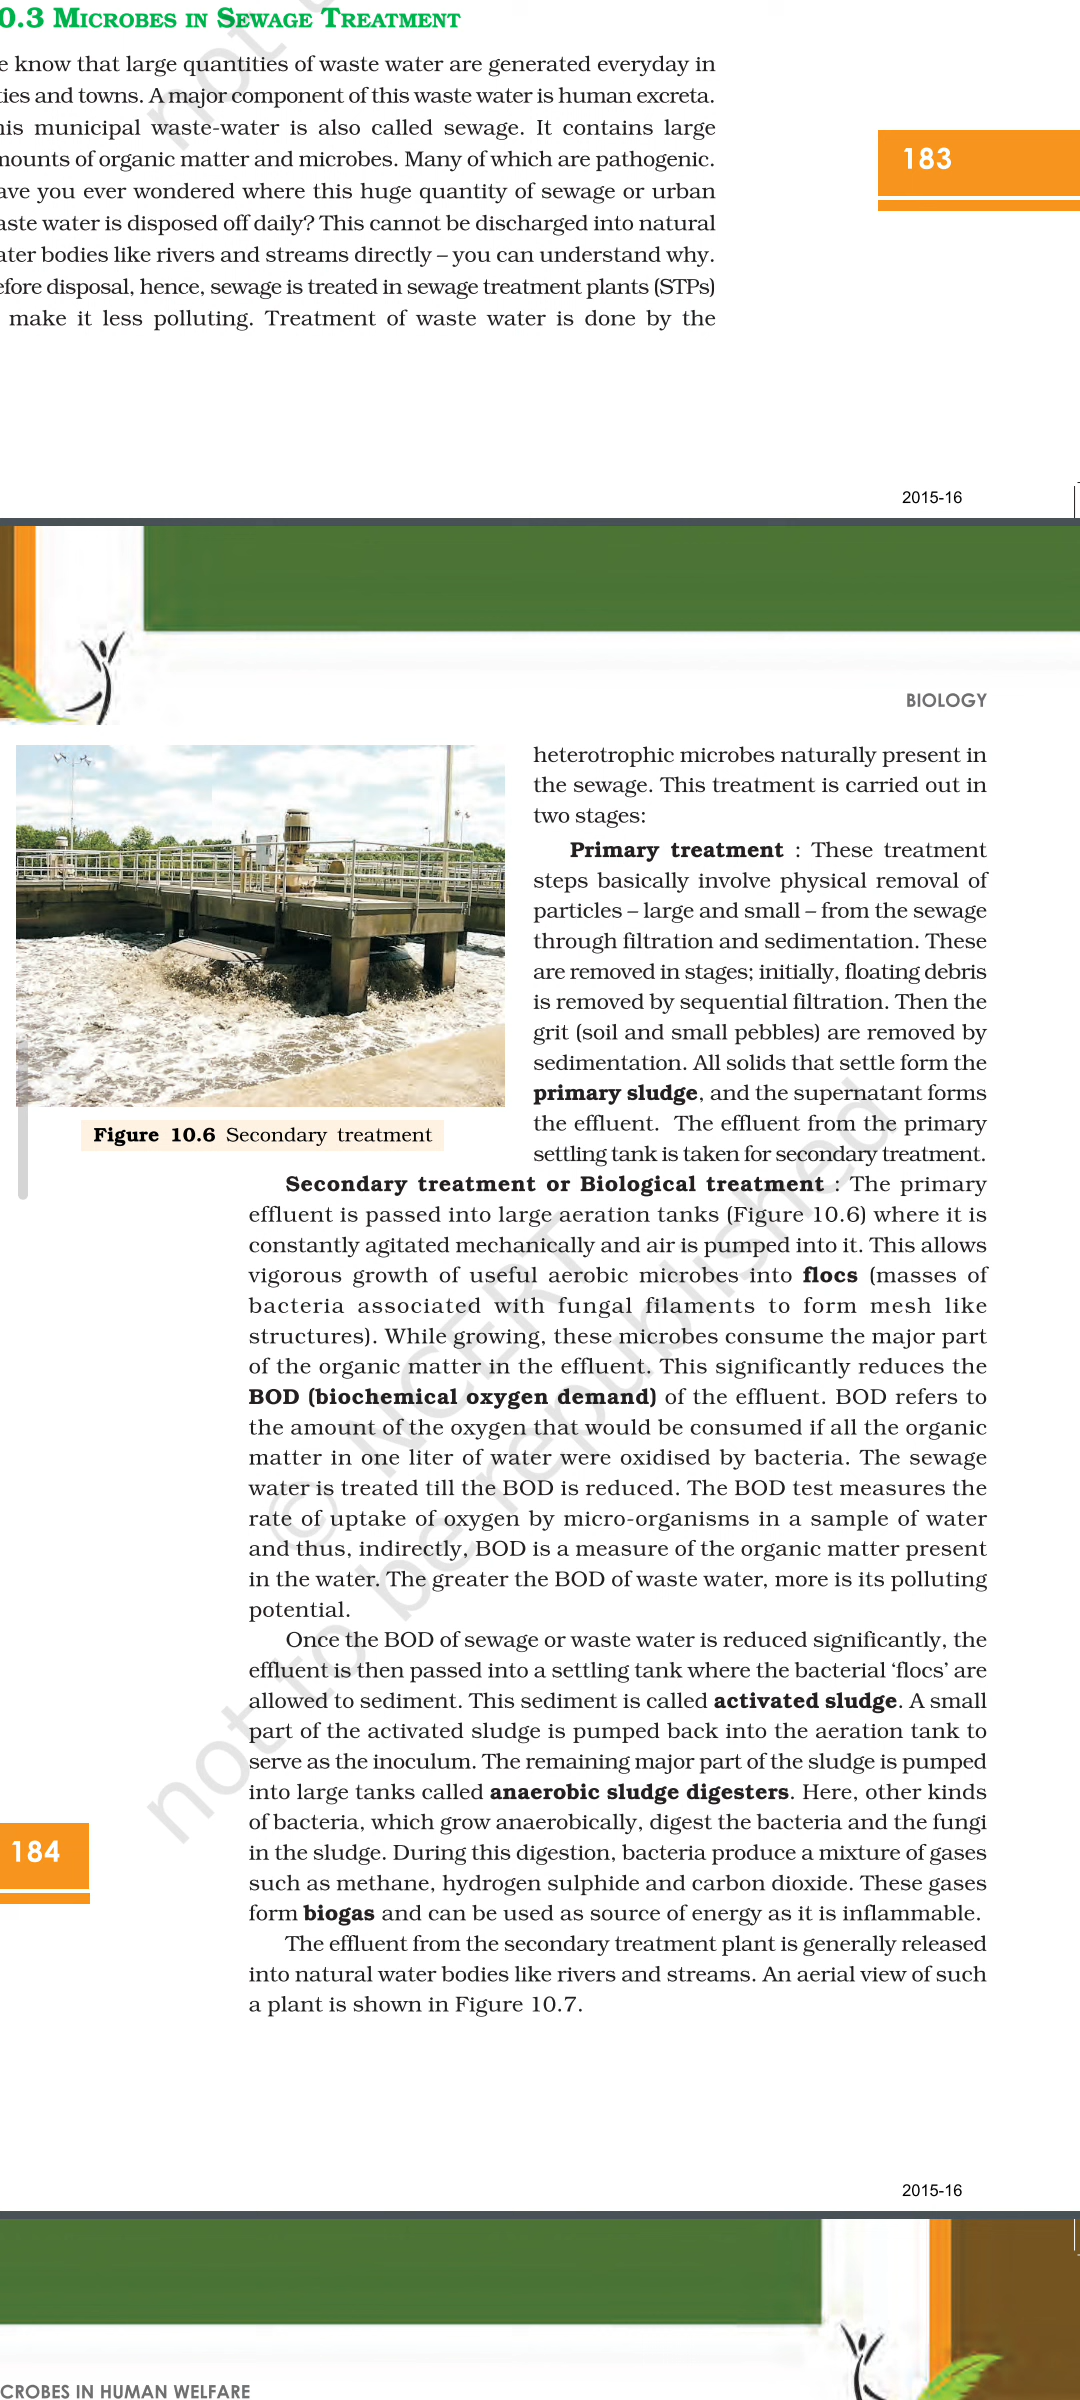 0.3 MICROBES IN SEWAGE TREATMENT
e know that large quantities of waste water are generated everyday in
ties and towns. A major component of this waste water is human excreta.
his municipal waste-water is also called sewage. It contains large
mounts of organic matter and microbes. Many of which are pathogenic.
ave you ever wondered where this huge quantity of sewage or urban
aste water is disposed off daily? This cannot be discharged into natural
ater bodies like rivers and streams directly – you can understand why.
efore disposal, hence, sewage is treated in sewage treatment plants (STPs)
make it less polluting. Treatment of waste water is done by the
183
2015-16
BIOLOGY
heterotrophic microbes naturally present in
the sewage. This treatment is carried out in
two stages:
Primary treatment : These treatment
steps basically involve physical removal of
particles – large and small – from the sewage
through filtration and sedimentation. These
are removed in stages; initially, floating debris
is removed by sequential filtration. Then the
grit (soil and small pebbles) are removed by
sedimentation. All solids that settle form the
primary sludge, and the supernatant forms
the effluent. The effluent from the primary
settling tank is taken for secondary treatment.
Figure 10.6 Secondary treatment
Secondary treatment or Biological treatment : The primary
effluent is passed into large aeration tanks (Figure 10.6) where it is
constantly agitated mechanically and air is pumped into it. This allows
vigorous growth of useful aerobic microbes into flocs (masses of
bacteria associated with fungal filaments to form mesh like
structures). While growing, these microbes consume the major part
of the organic matter in the effluent. This significantly reduces the
BOD (biochemical oxygen demand) of the effluent. BOD refers to
the amount of the oxygen that would be consumed if all the organic
matter in one liter of water were oxidised by bacteria. The sewage
water is treated till the BOD is reduced. The BOD test measures the
rate of uptake of oxygen by micro-organisms in a sample of water
and thus, indirectly, BOD is a measure of the organic matter present
in the water. The greater the BOD of waste water, more is its polluting
potential.
Once the BOD of sewage or waste water is reduced significantly, the
effluent is then passed into a settling tank where the bacterial ‘flocs’ are
allowed to sediment. This sediment is called activated sludge. A small
part of the activated sludge is pumped back into the aeration tank to
serve as the inoculum. The remaining major part of the sludge is pumped
into large tanks called anaerobic sludge digesters. Here, other kinds
of bacteria, which grow anaerobically, digest the bacteria and the fungi
in the sludge. During this digestion, bacteria produce a mixture of gases
such as methane, hydrogen sulphide and carbon dioxide. These gases
form biogas and can be used as source of energy as it is inflammable.
The effluent from the secondary treatment plant is generally released
into natural water bodies like rivers and streams. An aerial view of such
a plant is shown in Figure 10.7.
184
© NCERT
not to be republished
2015-16
CROBES IN HUMAN WELFARE